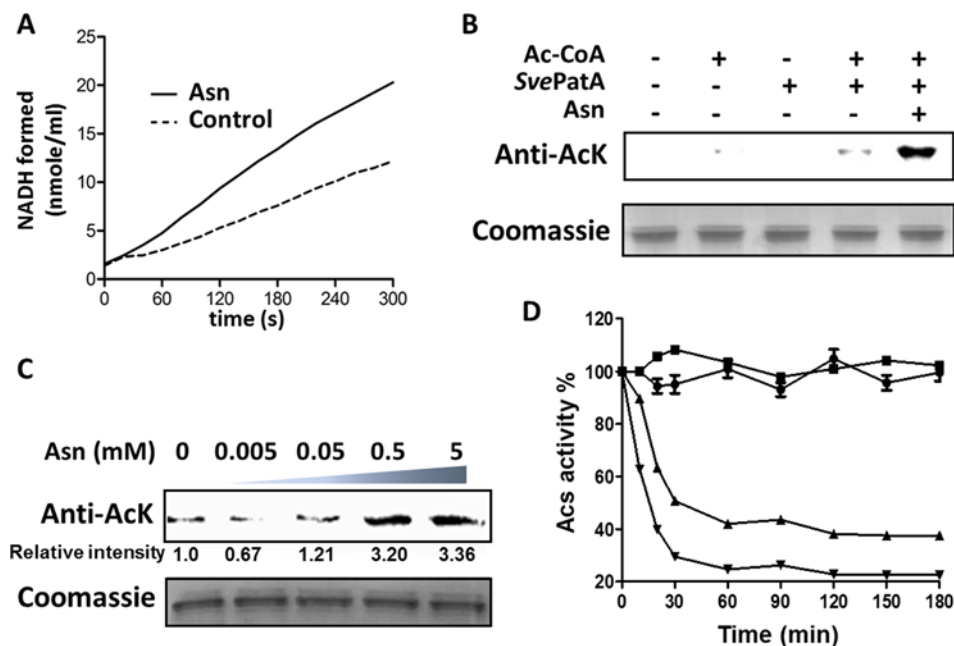 A
25
20
15
10
5
0
NADH formed
(nmole/ml)
Asn
Control
0 60 120 180 240 300
time (s)
B
Ac-CoA - + - + +
SvePatA - - + + +
Asn - - - - +
Anti-AcK
Coomassie
C
Asn (mM) 0 0.005 0.05 0.5 5
Anti-AcK
Relative intensity 1.0 0.67 1.21 3.20 3.36
Coomassie
D
120
100
80
60
40
20
Acs activity %
0 30 60 90 120 150 180
Time (min)